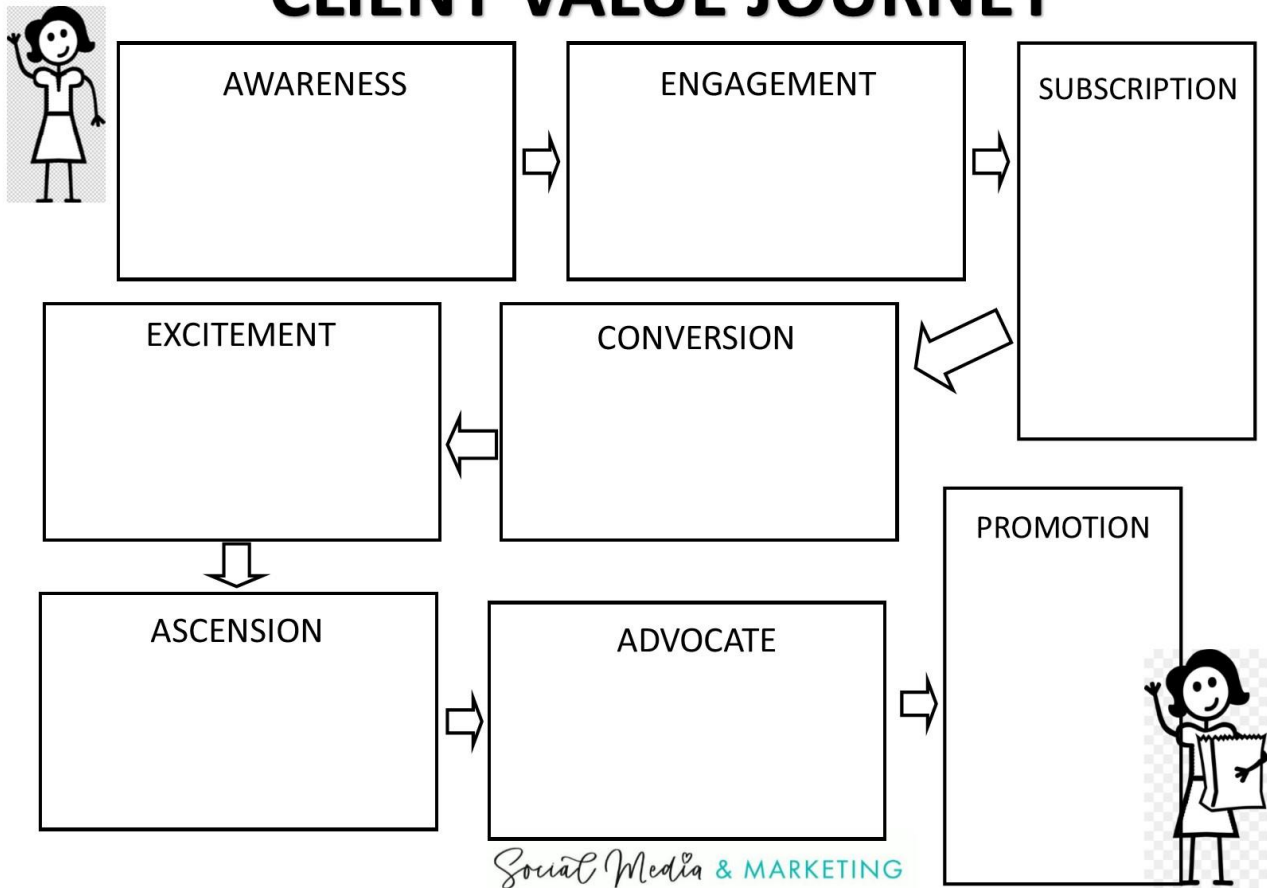 CLIENT VALUE JOURNEY
AWARENESS
ENGAGEMENT
SUBSCRIPTION
CONVERSION
EXCITEMENT
ASCENSION
ADVOCATE
PROMOTION
Social Media & MARKETING